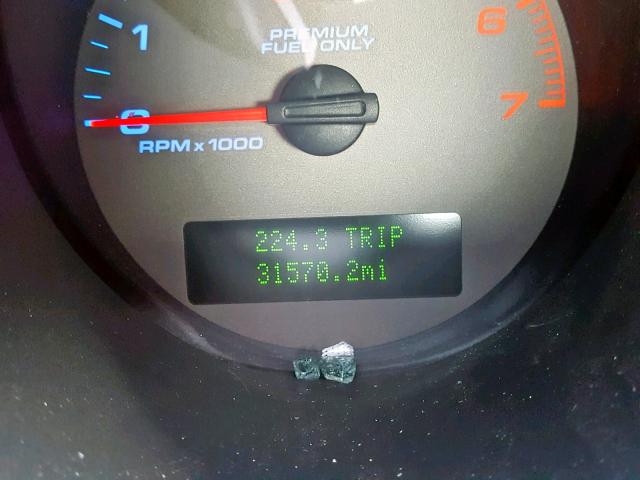 1
PREMIUM
FUEL ONLY
6
7
0
RPM x 1000
224.3 TRIP
31570.2mi